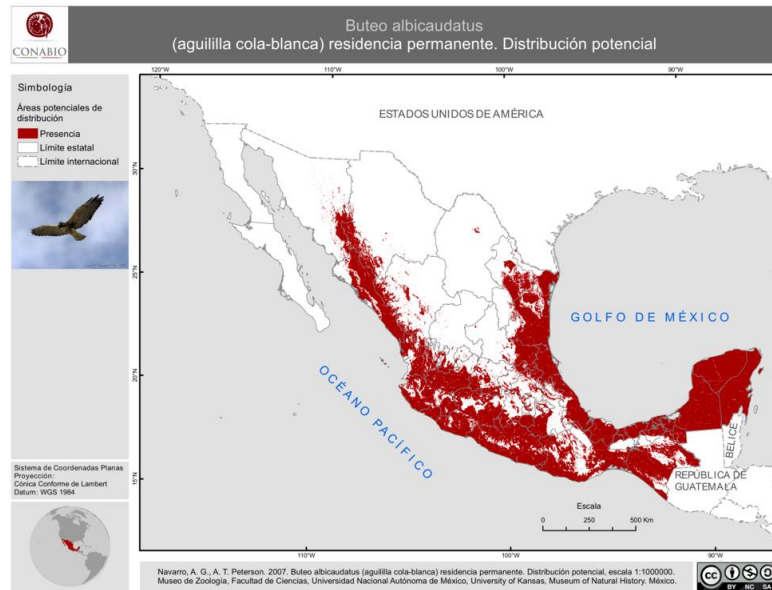 CONABIO
Buteo albicaudatus
(aguililla cola-blanca) residencia permanente. Distribución potencial
Simbología
Áreas potenciales de
distribución
Presencia
Límite estatal
Límite internacional
120°W
110°W
100°W
90°W
ESTADOS UNIDOS DE AMÉRICA
30°N
25°N
20°N
15°N
GOLFO DE MÉXICO
OCÉANO PACÍFICO
BELICE
REPÚBLICA DE
GUATEMALA
Escala
0 250 500 Km
110°W
100°W
90°W
Sistema de Coordenadas Planas
Proyección:
Cónica Conforme de Lambert
Datum: WGS 1984
Navarro, A. G., A. T. Peterson. 2007. Buteo albicaudatus (aguililla cola-blanca) residencia permanente. Distribución potencial, escala 1:1000000.
Museo de Zoología, Facultad de Ciencias, Universidad Nacional Autónoma de México, University of Kansas, Museum of Natural History. México.
cc
BY NC SA